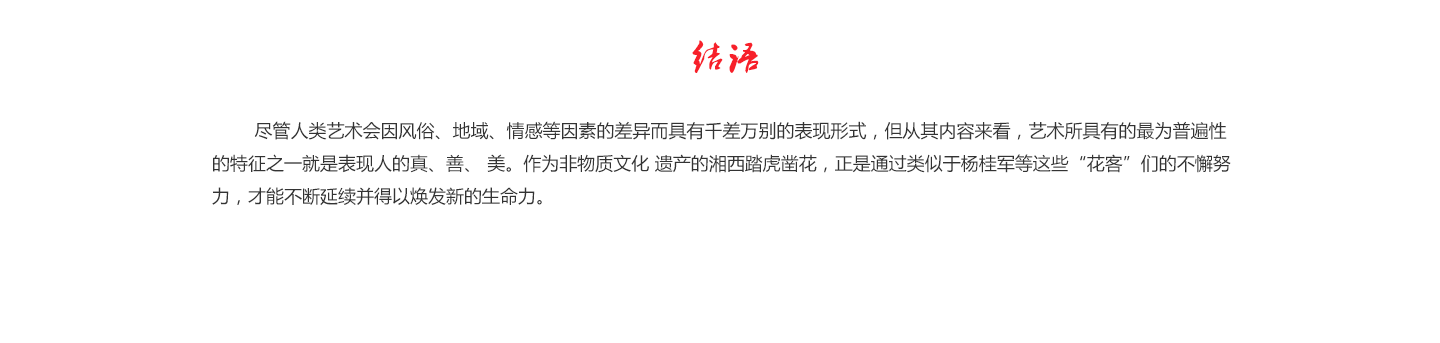 结语
尽管人类艺术会因风俗、地域、情感等因素的差异而具有千差万别的表现形式，但从其内容来看，艺术所具有的最为普遍性
的特征之一就是表现人的真、善、 美。作为非物质文化 遗产的湘西踏虎凿花，正是通过类似于杨桂军等这些“花客”们的不懈努
力，才能不断延续并得以焕发新的生命力。